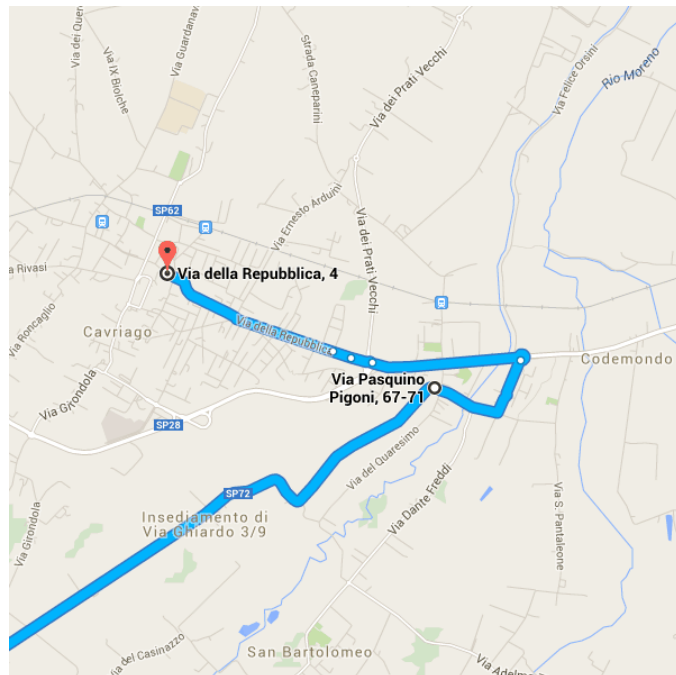 Via dei Quer
Via IX Biolche
Via Guardanav
Strada Caneparini
Via dei Prati Vecchi
Via Felice Orsini
Rio Moreno
SP62
Via Ernesto Arduini
Via dei Prati Vecchi
a Rivasi
Via della Repubblica, 4
Via Roncaglio
Cavriago
Via della Repubblica
Codemondo
Via Pasquino
Pigoni, 67-71
Via Girondola
SP28
Via del Quaresimo
SP72
Insediamento di
Via Ghiardo 3/9
Via Dante Freddi
Via S. Pantaleone
Via Girondola
Via del Casinazzo
San Bartolomeo
Via Adelmo